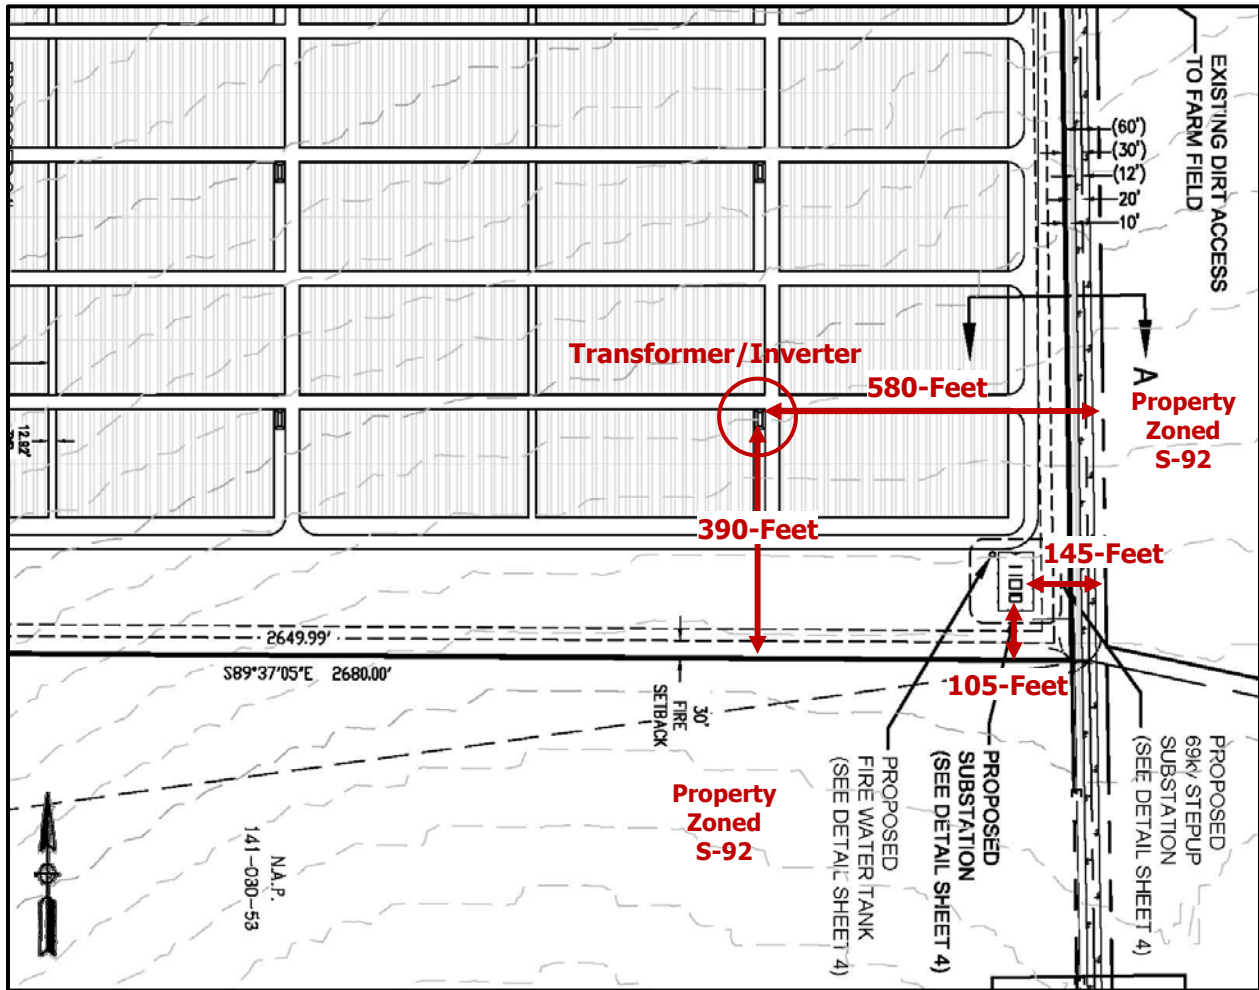 EXISTING DIRT ACCESS
TO FARM FIELD
(60')
(30')
(12')
20'
10'
A
Transformer/Inverter
580-Feet
Property
Zoned
S-92
12.92'
390-Feet
145-Feet
105-Feet
2649.99'
S89°37'05"E 2680.00'
30'
FIRE
SETBACK
Property
Zoned
S-92
PROPOSED
FIRE WATER TANK
(SEE DETAIL SHEET 4)
PROPOSED
SUBSTATION
(SEE DETAIL SHEET 4)
PROPOSED
69kV STEPUP
SUBSTATION
(SEE DETAIL SHEET 4)
N.A.P.
141-030-53